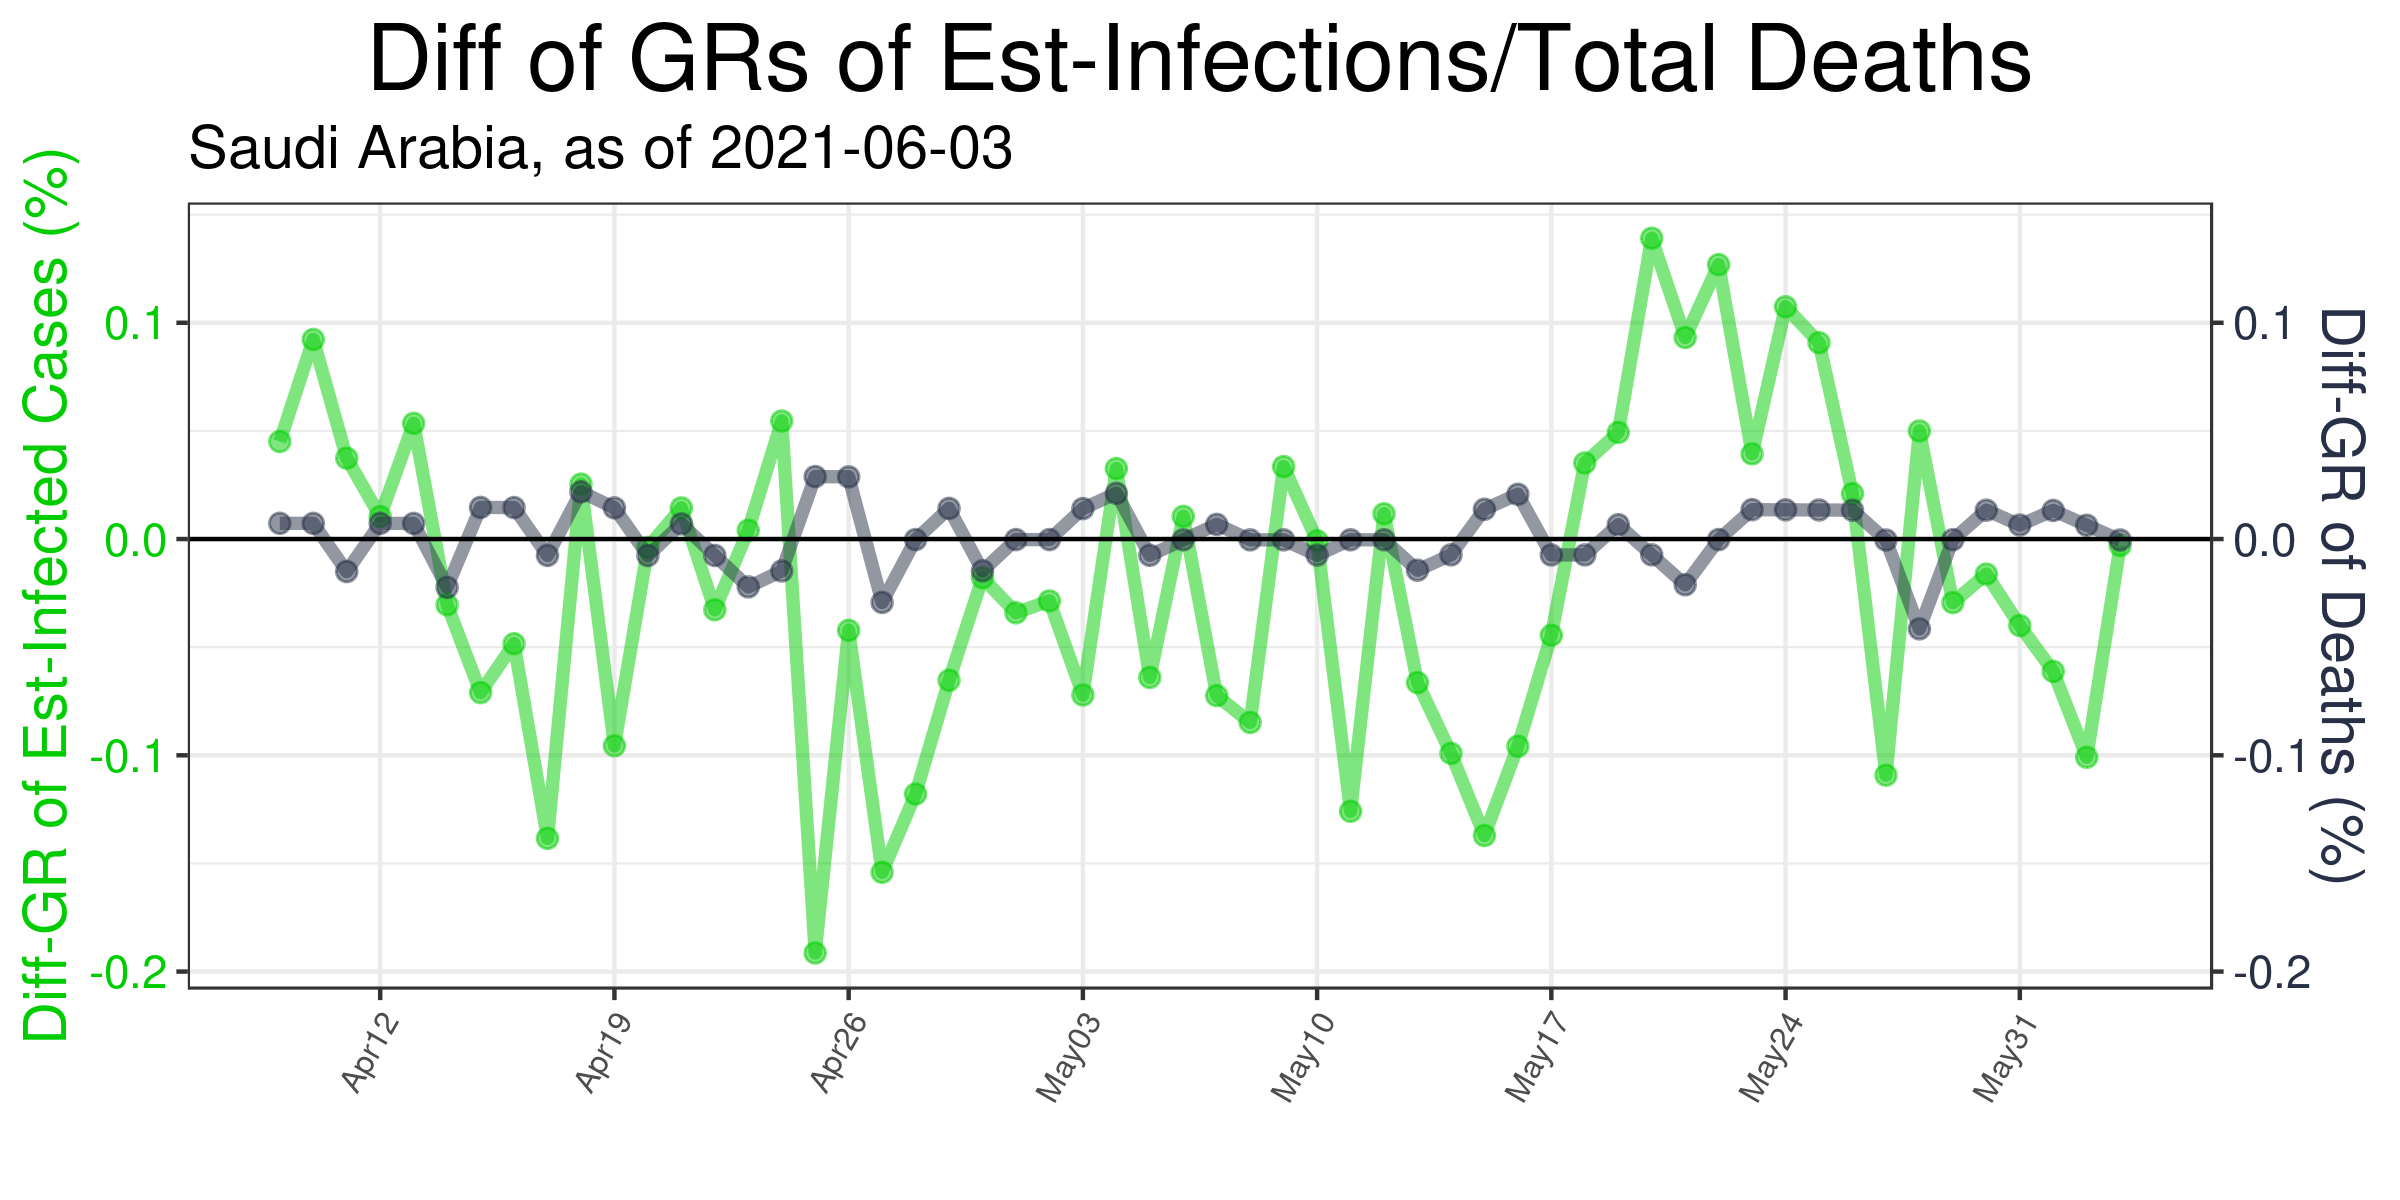 Diff of GRs of Est-Infections/Total Deaths
Saudi Arabia, as of 2021-06-03
Diff-GR of Est-Infected Cases (%)
0.1
0.0
-0.1
-0.2
0.1
0.0
-0.1
-0.2
Diff-GR of Deaths (%)
Apr12
Apr19
Apr26
May03
May10
May17
May24
May31